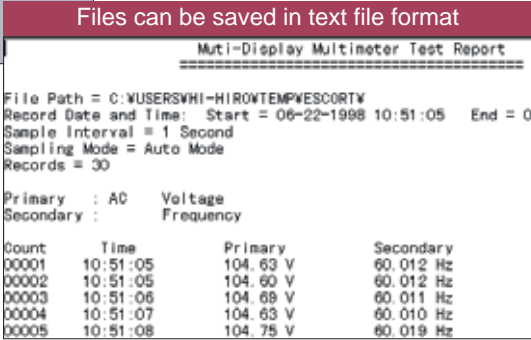 Files can be saved in text file format
Muti-Display Multimeter Test Report
=====================================
File Path = C:¥USERS¥HI-HIRO¥TEMP¥ESCORT¥
Record Date and Time: Start = 06-22-1998 10:51:05 End = 0
Sample Interval = 1 Second
Sampling Mode = Auto Mode
Records = 30
Primary : AC Voltage
Secondary : Frequency
Count Time Primary Secondary
00001 10:51:05 104.63 V 60.012 Hz
00002 10:51:05 104.60 V 60.012 Hz
00003 10:51:06 104.69 V 60.011 Hz
00004 10:51:07 104.63 V 60.010 Hz
00005 10:51:08 104.75 V 60.019 Hz